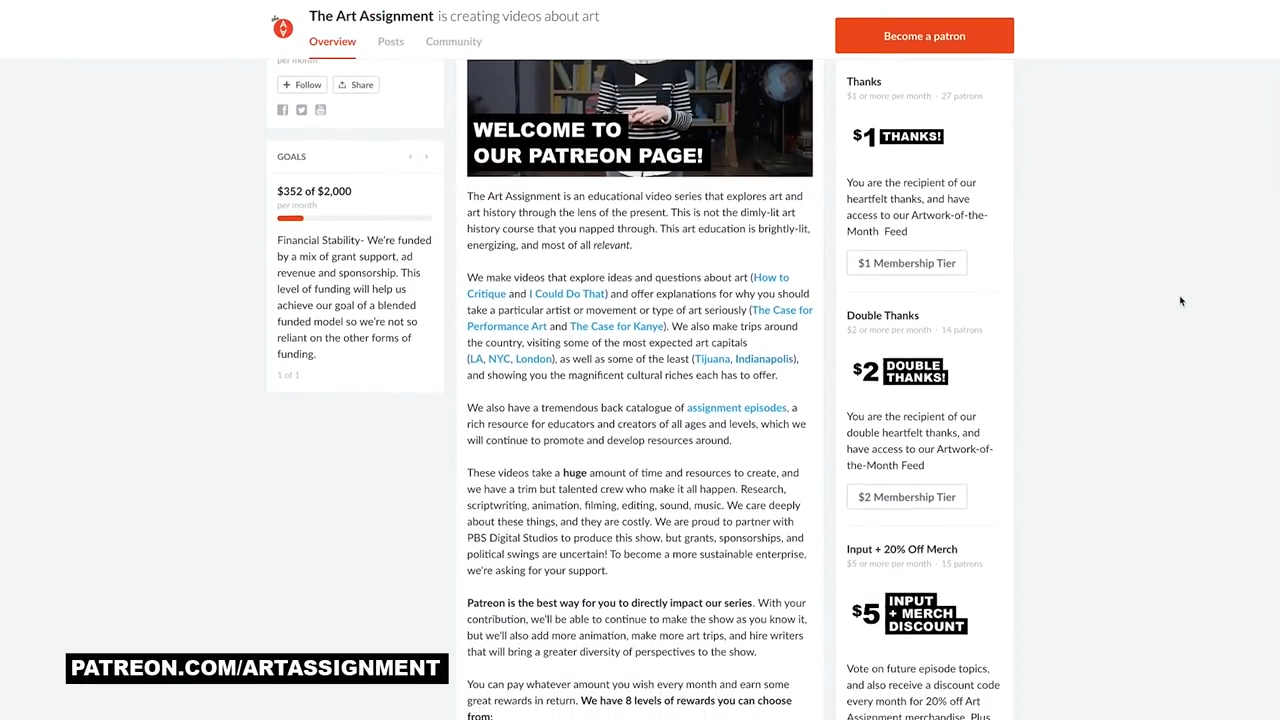 The Art Assignment is creating videos about art
Overview
Posts
Community
Become a patron
per month
Follow
Share
GOALS
$352 of $2,000
per month
Financial Stability- We're funded
by a mix of grant support, ad
revenue and sponsorship. This
level of funding will help us
achieve our goal of a blended
funded model so we're not so
reliant on the other forms of
funding.
1 of 1
WELCOME TO
OUR PATREON PAGE!
The Art Assignment is an educational video series that explores art and
art history through the lens of the present. This is not the dimly-lit art
history course that you napped through. This art education is brightly-lit,
energizing, and most of all relevant.
We make videos that explore ideas and questions about art (How to
Critique and I Could Do That) and offer explanations for why you should
take a particular artist or movement or type of art seriously (The Case for
Performance Art and The Case for Kanye). We also make trips around
the country, visiting some of the most expected art capitals
(LA, NYC, London), as well as some of the least (Tijuana, Indianapolis),
and showing you the magnificent cultural riches each has to offer.
We also have a tremendous back catalogue of assignment episodes, a
rich resource for educators and creators of all ages and levels, which we
will continue to promote and develop resources around.
These videos take a huge amount of time and resources to create, and
we have a trim but talented crew who make it all happen. Research,
scriptwriting, animation, filming, editing, sound, music. We care deeply
about these things, and they are costly. We are proud to partner with
PBS Digital Studios to produce this show, but grants, sponsorships, and
political swings are uncertain! To become a more sustainable enterprise,
we're asking for your support.
Patreon is the best way for you to directly impact our series. With your
contribution, we'll be able to continue to make the show as you know it,
but we'll also add more animation, make more art trips, and hire writers
that will bring a greater diversity of perspectives to the show.
You can pay whatever amount you wish every month and earn some
great rewards in return. We have 8 levels of rewards you can choose
from:
Thanks
$1 or more per month · 27 patrons
$1 THANKS!
You are the recipient of our
heartfelt thanks, and have
access to our Artwork-of-the-
Month Feed
$1 Membership Tier
Double Thanks
$2 or more per month · 14 patrons
$2 DOUBLE
THANKS!
You are the recipient of our
double heartfelt thanks, and
have access to our Artwork-of-
the-Month Feed
$2 Membership Tier
Input + 20% Off Merch
$5 or more per month · 15 patrons
$5 INPUT
+ MERCH
DISCOUNT
Vote on future episode topics,
and also receive a discount code
every month for 20% off Art
Assignment merchandise. Plus
PATREON.COM/ARTASSIGNMENT